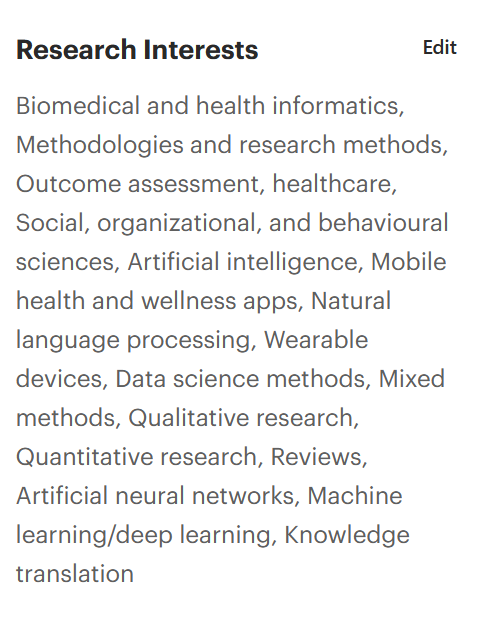 Research Interests Edit
Biomedical and health informatics,
Methodologies and research methods,
Outcome assessment, healthcare,
Social, organizational, and behavioural
sciences, Artificial intelligence, Mobile
health and wellness apps, Natural
language processing, Wearable
devices, Data science methods, Mixed
methods, Qualitative research,
Quantitative research, Reviews,
Artificial neural networks, Machine
learning/deep learning, Knowledge
translation